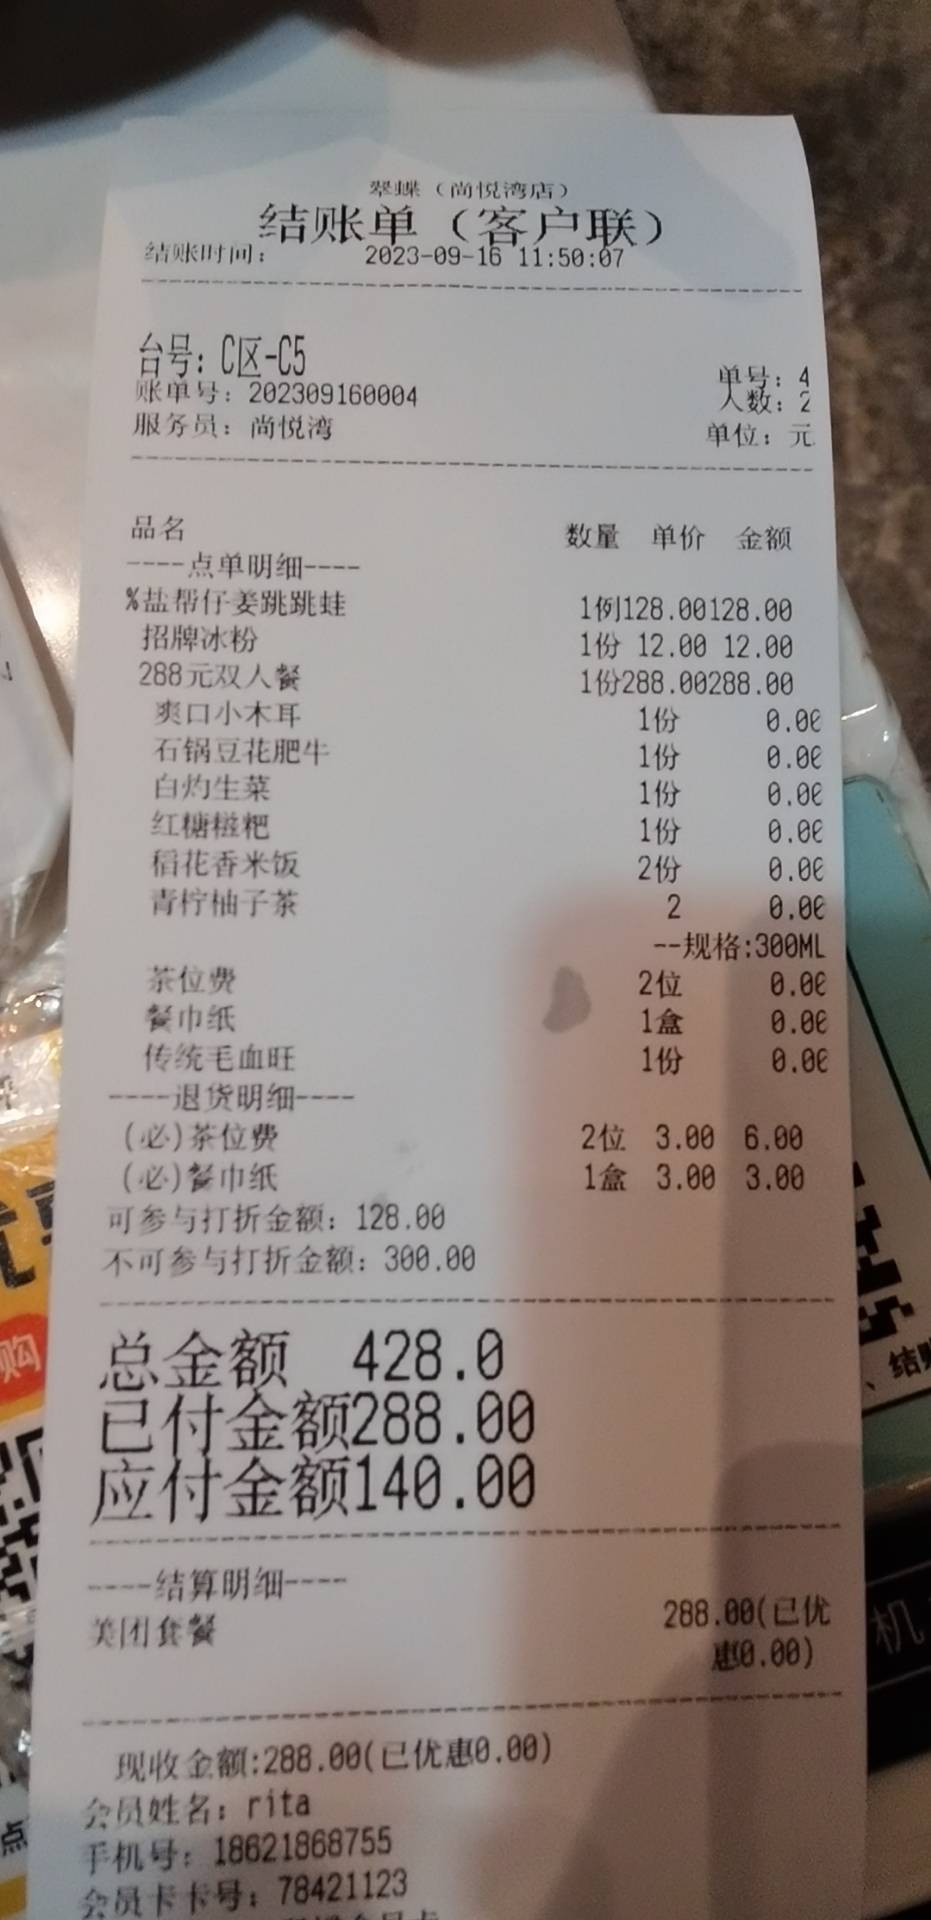 翠蝶（尚悦湾店）
结账单（客户联）
结账时间： 2023-09-16 11:50:07
台号：C区-C5
单号：4
账单号：202309160004
人数：2
服务员：尚悦湾
单位：元
品名 数量 单价 金额
----点单明细----
%盐帮仔姜跳跳蛙 1例128.00128.00
招牌冰粉 1份 12.00 12.00
288元双人餐 1份288.00288.00
爽口小木耳 1份 0.00
石锅豆花肥牛 1份 0.00
白灼生菜 1份 0.00
红糖糍粑 1份 0.00
稻花香米饭 2份 0.00
青柠柚子茶 2 0.00
--规格:300ML
茶位费 2位 0.00
餐巾纸 1盒 0.00
传统毛血旺 1份 0.00
----退货明细----
(必)茶位费 2位 3.00 6.00
(必)餐巾纸 1盒 3.00 3.00
可参与打折金额：128.00
不可参与打折金额：300.00
总金额 428.0
已付金额288.00
应付金额140.00
----结算明细----
美团套餐 288.00(已优
惠0.00)
现收金额:288.00(已优惠0.00)
会员姓名：rita
手机号：18621868755
会员卡卡号：78421123
购
、结账
机
点